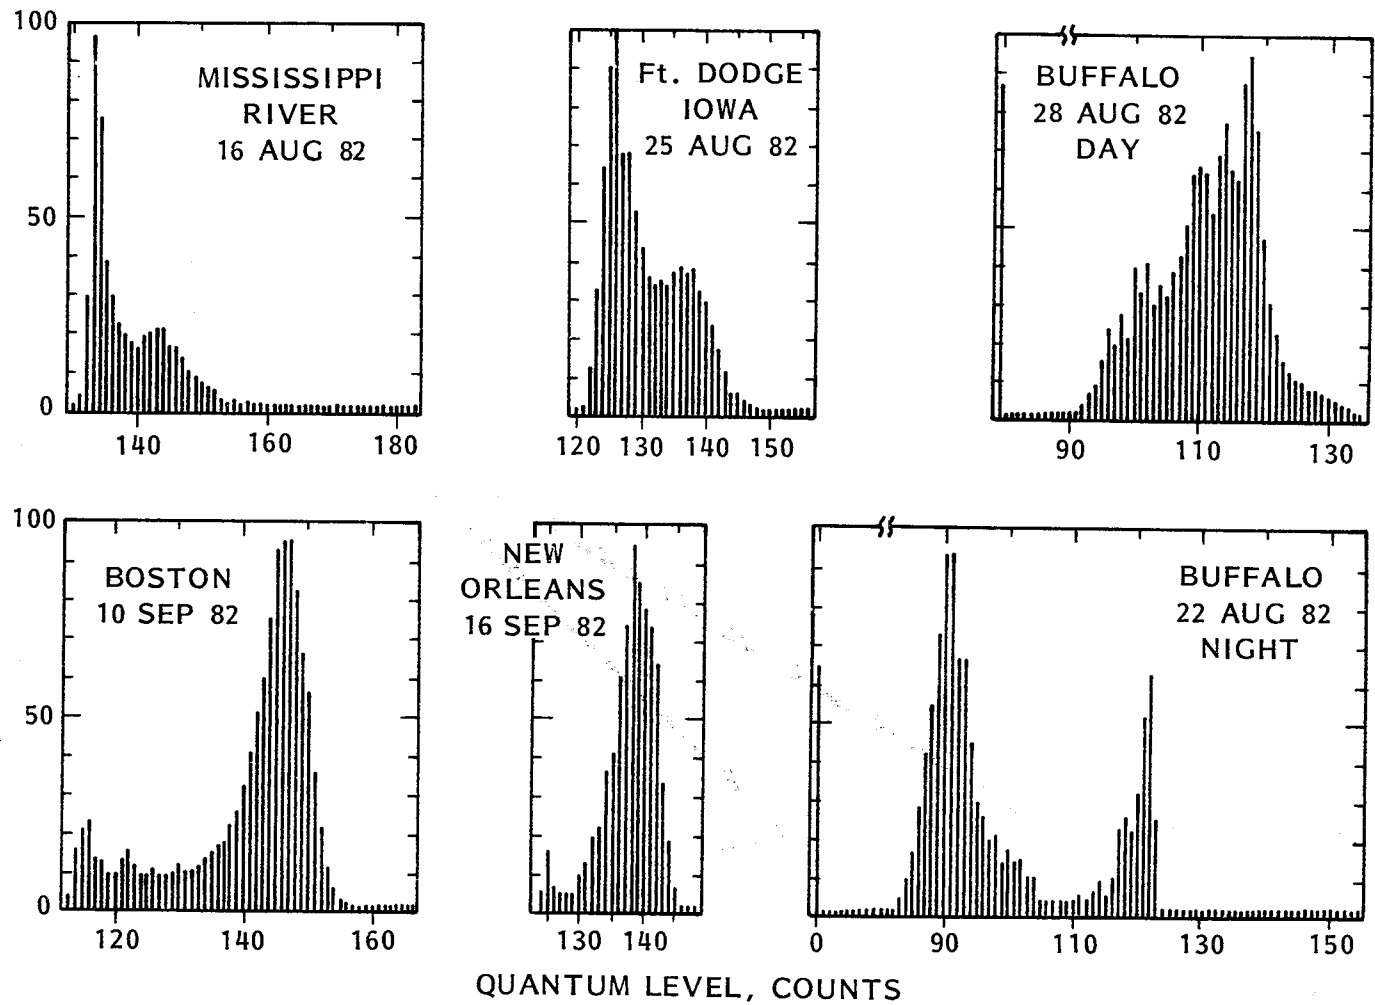 100
50
0
MISSISSIPPI
RIVER
16 AUG 82
140 160 180
Ft. DODGE
IOWA
25 AUG 82
120 130 140 150
BUFFALO
28 AUG 82
DAY
90 110 130
100
50
0
BOSTON
10 SEP 82
120 140 160
NEW
ORLEANS
16 SEP 82
130 140
BUFFALO
22 AUG 82
NIGHT
0 90 110 130 150
QUANTUM LEVEL, COUNTS